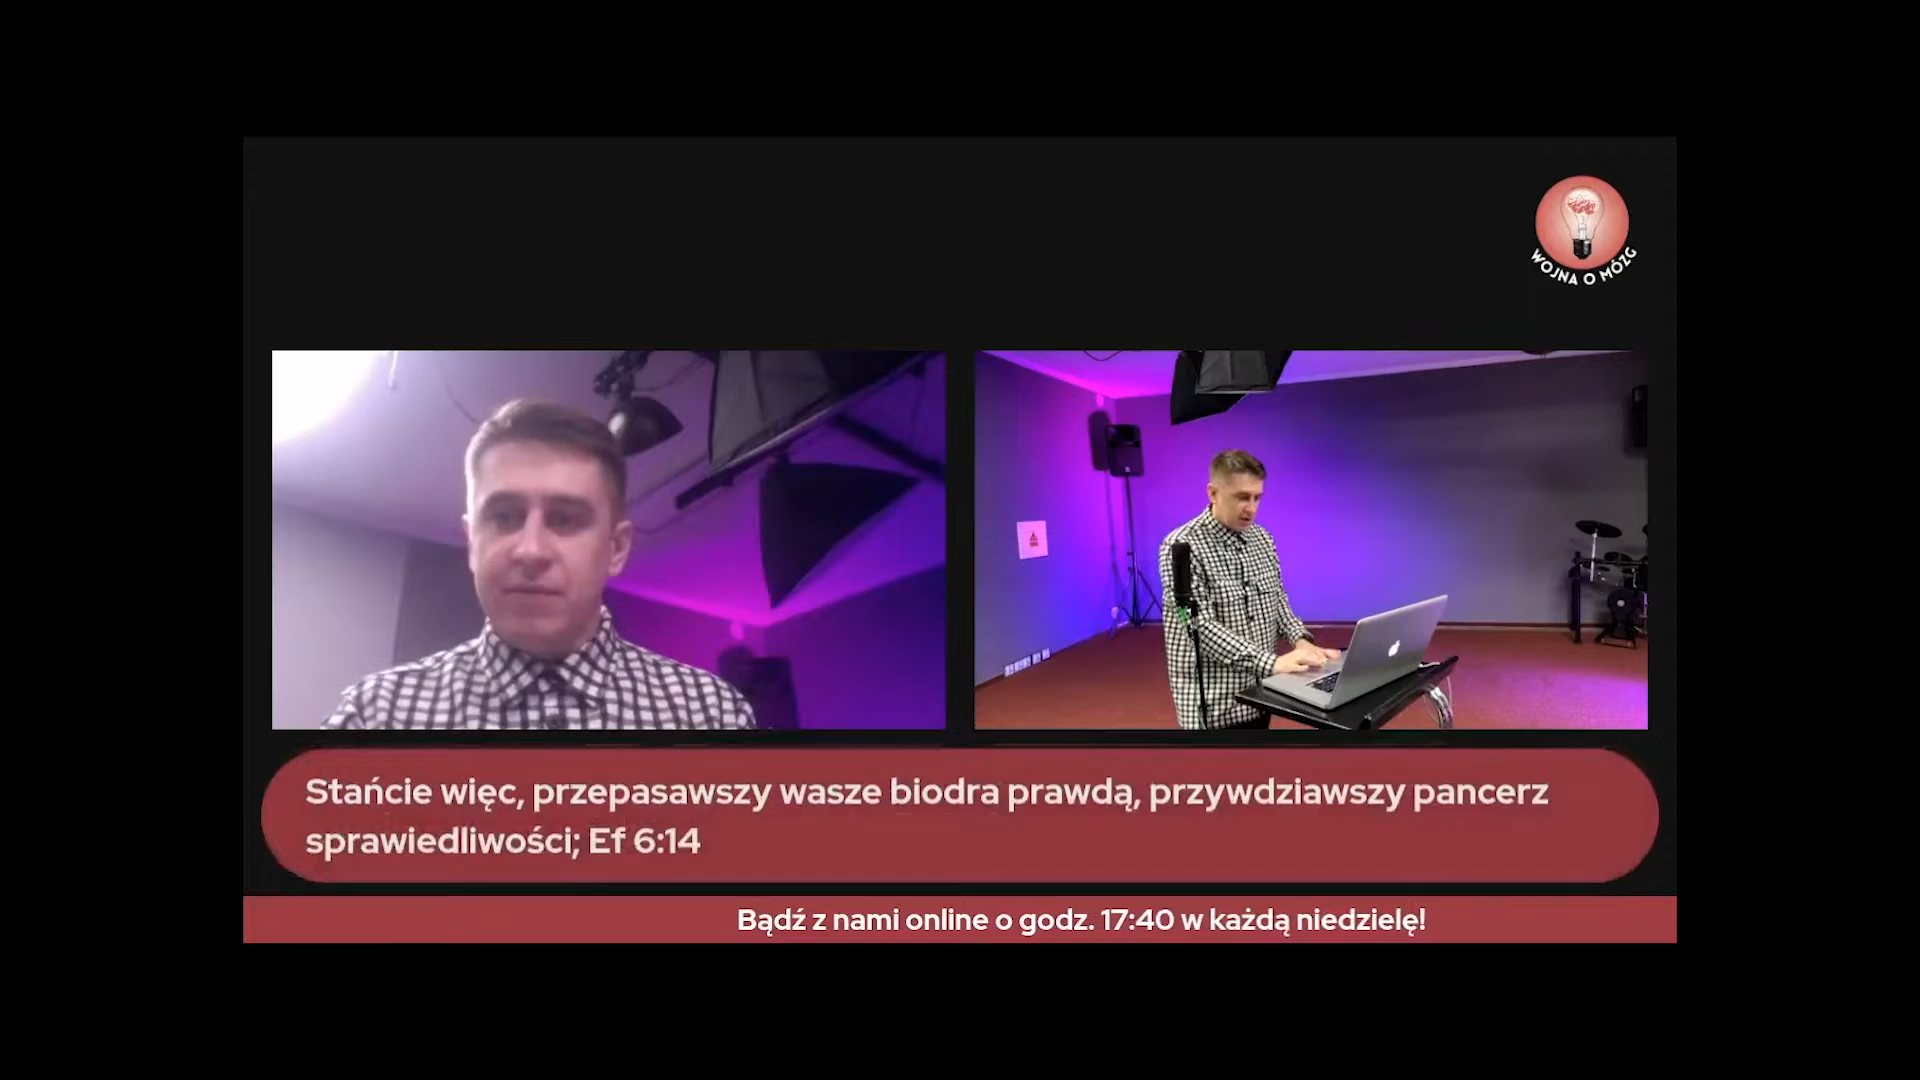 WOJNA O MÓZG
Stańcie więc, przepasawszy wasze biodra prawdą, przywdziawszy pancerz
sprawiedliwości; Ef 6:14
Bądź z nami online o godz. 17:40 w każdą niedzielę!